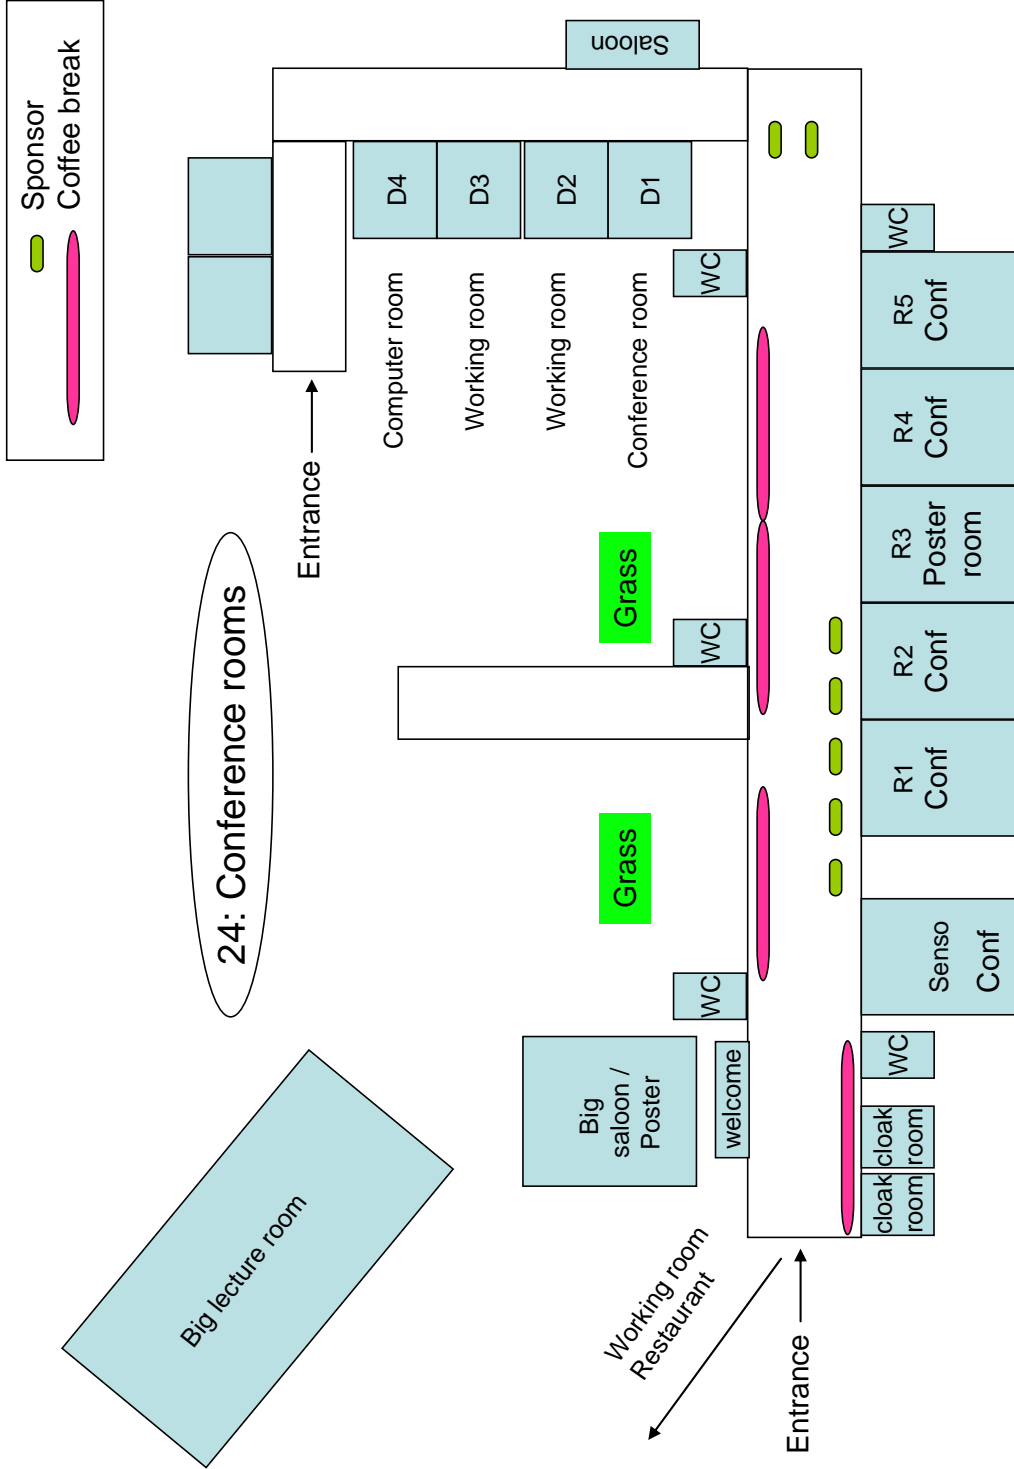 Sponsor
Coffee break
24: Conference rooms
Big lecture room
Entrance
Saloon
D4
D3
D2
D1
Computer room
Working room
Working room
Conference room
Grass
Grass
WC
WC
WC
Big
saloon /
Poster
welcome
Working room
Restaurant
Entrance
cloak
room
cloak
room
WC
Senso
Conf
R1
Conf
R2
Conf
R3
Poster
room
R4
Conf
R5
Conf
WC